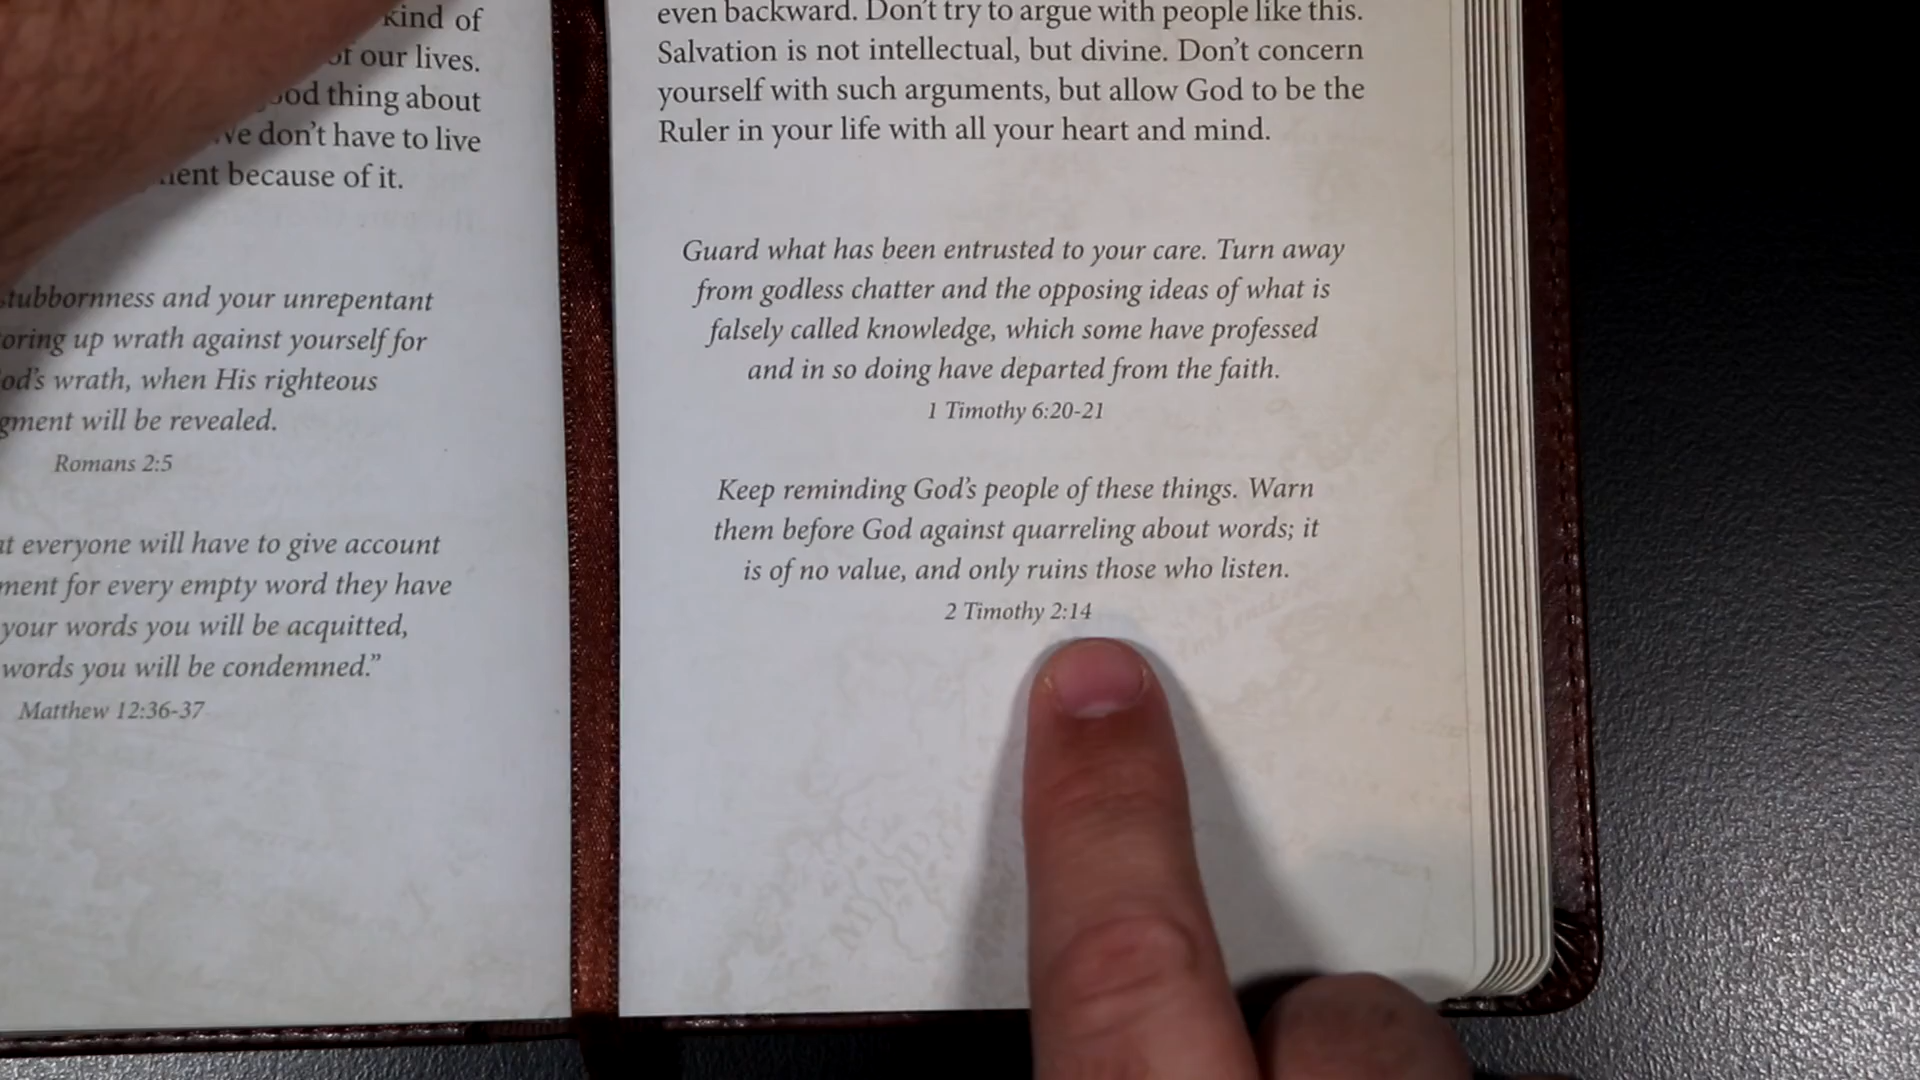 kind of
of our lives.
good thing about
We don't have to live
because of it.
stubbornness and your unrepentant
up wrath against yourself for
God's wrath, when His righteous
will be revealed.
Romans 2:5
everyone will have to give account
for every empty word they have
your words you will be acquitted,
words you will be condemned.”
Matthew 12:36-37
even backward. Don't try to argue with people like this.
Salvation is not intellectual, but divine. Don't concern
yourself with such arguments, but allow God to be the
Ruler in your life with all your heart and mind.
Guard what has been entrusted to your care. Turn away
from godless chatter and the opposing ideas of what is
falsely called knowledge, which some have professed
and in so doing have departed from the faith.
1 Timothy 6:20-21
Keep reminding God's people of these things. Warn
them before God against quarreling about words; it
is of no value, and only ruins those who listen.
2 Timothy 2:14